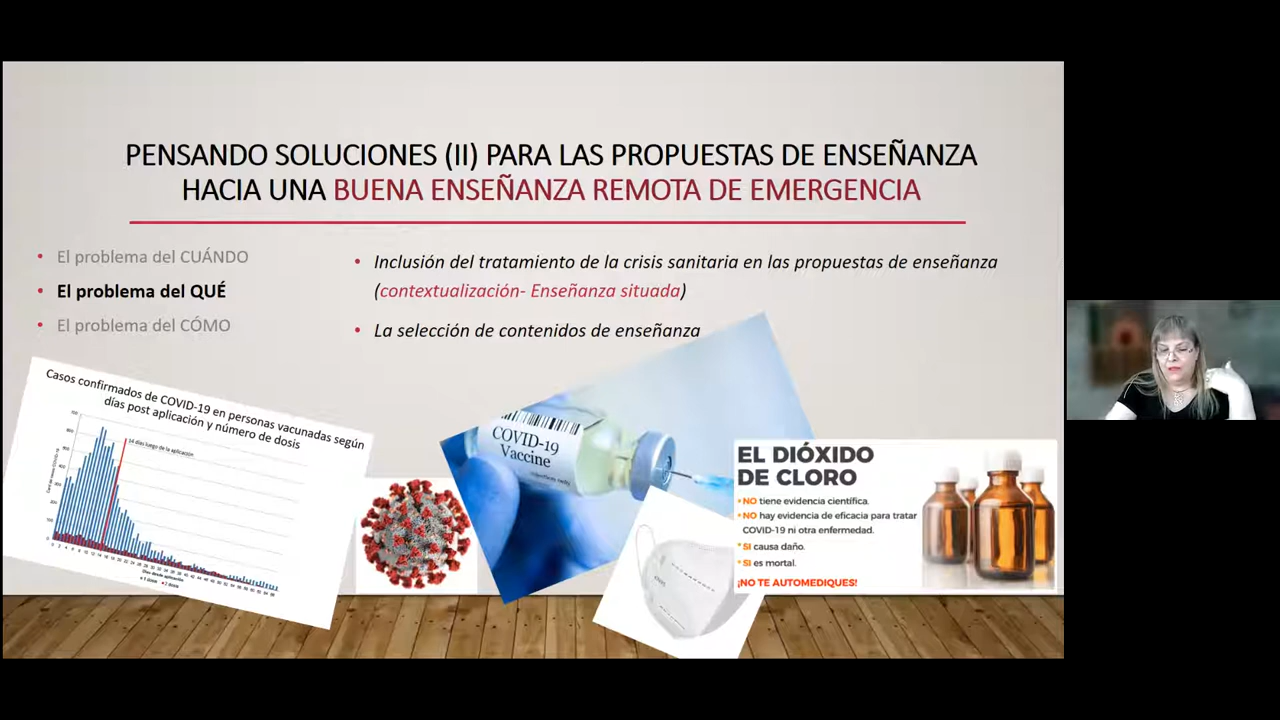 PENSANDO SOLUCIONES (II) PARA LAS PROPUESTAS DE ENSEÑANZA
HACIA UNA BUENA ENSEÑANZA REMOTA DE EMERGENCIA
• El problema del CUÁNDO
• El problema del QUÉ
• El problema del CÓMO
• Inclusión del tratamiento de la crisis sanitaria en las propuestas de enseñanza
(contextualización- Enseñanza situada)
• La selección de contenidos de enseñanza
Casos confirmados de COVID-19 en personas vacunadas según
días post aplicación y número de dosis
14 días luego de la aplicación
Días desde aplicación
COVID-19
Vaccine
EL DIÓXIDO
DE CLORO
• NO tiene evidencia científica.
• NO hay evidencia de eficacia para tratar
COVID-19 ni otra enfermedad.
• SI causa daño.
• SI es mortal.
¡NO TE AUTOMEDIQUES!